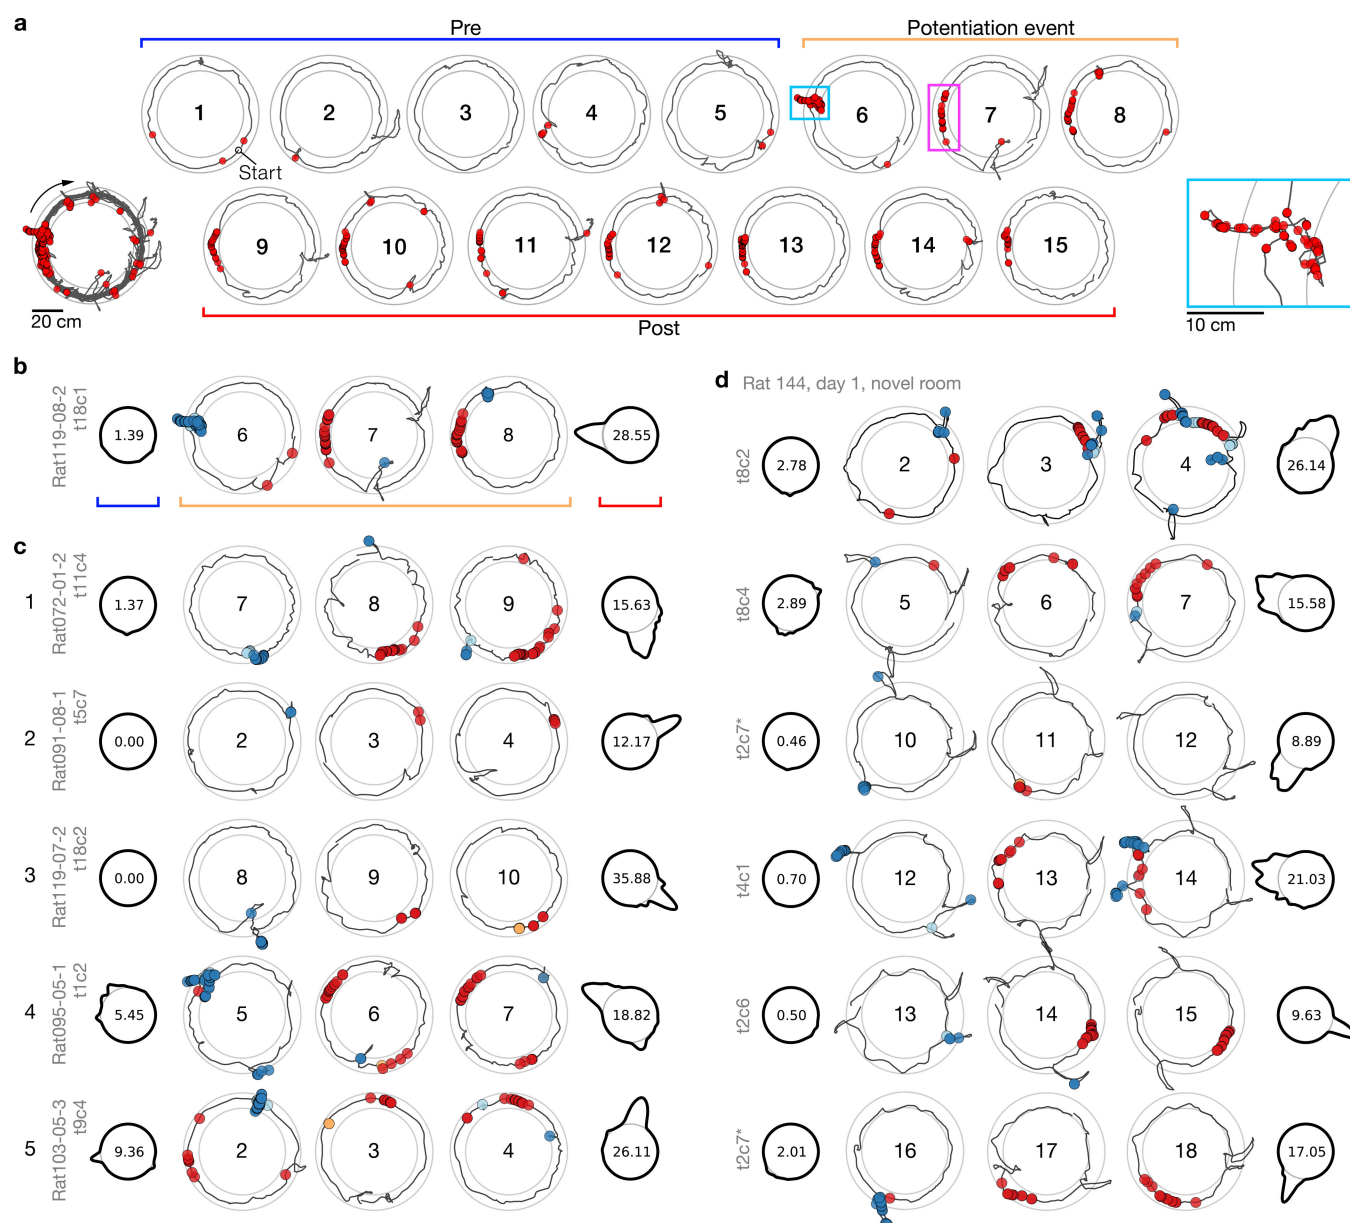 a
Pre
Potentiation event
1
2
3
4
5
6
7
8
Start
9
10
11
12
13
14
15
20 cm
Post
10 cm
b
Rat119-08-2
t18c1
1.39
6
7
8
28.55
c
1
Rat072-01-2
t11c4
1.37
7
8
9
15.63
2
Rat091-08-1
t5c7
0.00
2
3
4
12.17
3
Rat119-07-2
t18c2
0.00
8
9
10
35.88
4
Rat095-05-1
t1c2
5.45
5
6
7
18.82
5
Rat103-05-3
t9c4
9.36
2
3
4
26.11
d
Rat 144, day 1, novel room
t8c2
2.78
2
3
4
26.14
t8c4
2.89
5
6
7
15.58
t2c7*
0.46
10
11
12
8.89
t4c1
0.70
12
13
14
21.03
t2c6
0.50
13
14
15
9.63
t2c7*
2.01
16
17
18
17.05